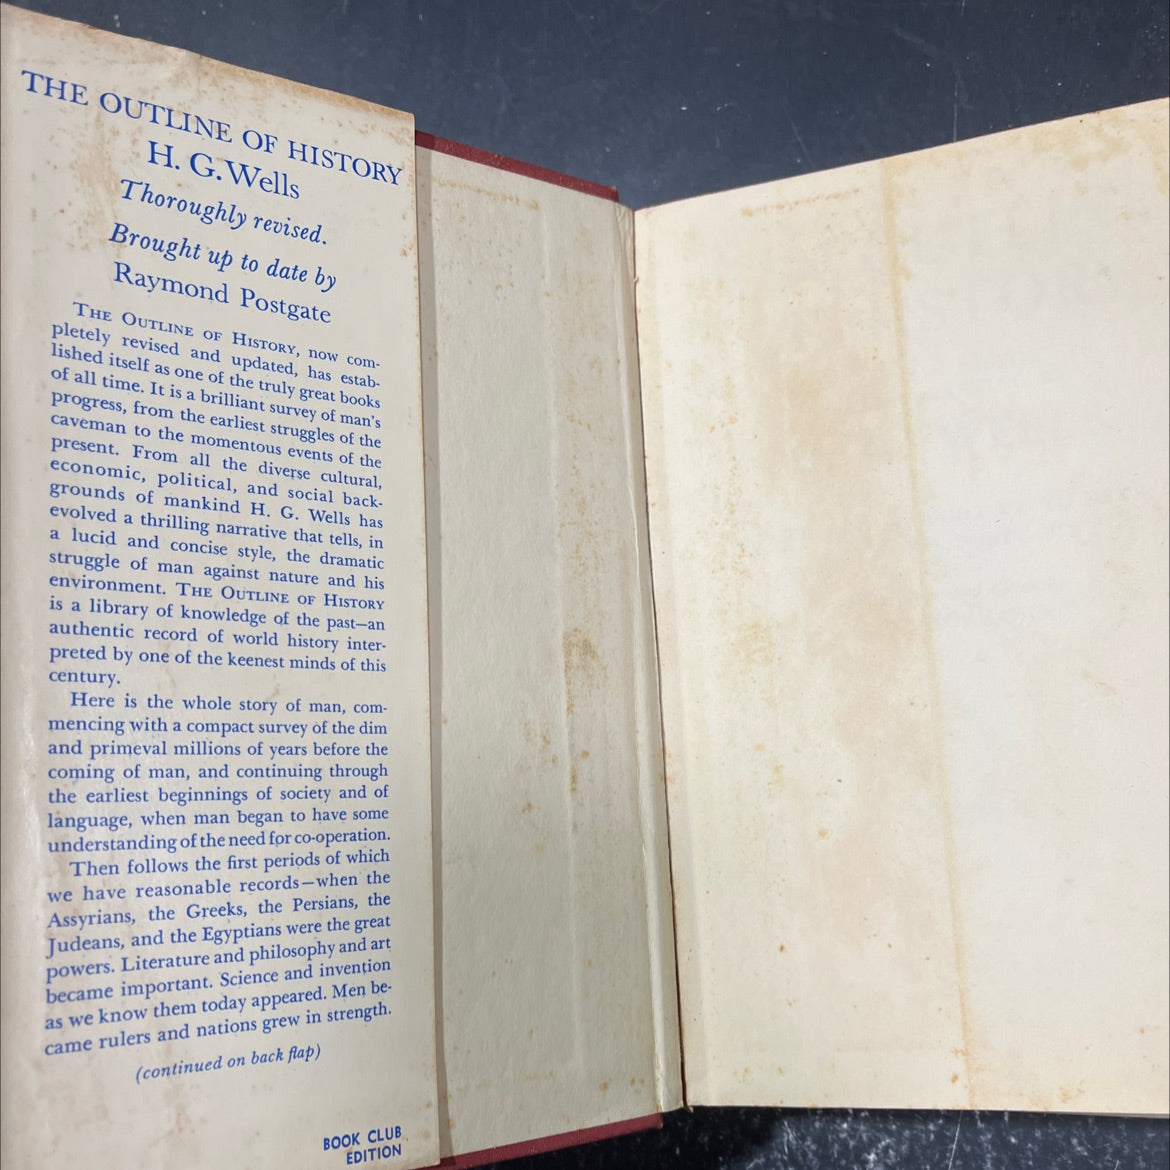 THE OUTLINE OF HISTORY
H. G. Wells
Thoroughly revised.
Brought up to date by
Raymond Postgate
THE OUTLINE OF HISTORY, now com-
pletely revised and updated, has estab-
lished itself as one of the truly great books
of all time. It is a brilliant survey of man's
progress, from the earliest struggles of the
caveman to the momentous events of the
present. From all the diverse cultural,
economic, political, and social back-
grounds of mankind H. G. Wells has
evolved a thrilling narrative that tells, in
a lucid and concise style, the dramatic
struggle of man against nature and his
environment. THE OUTLINE OF HISTORY
is a library of knowledge of the past—an
authentic record of world history inter-
preted by one of the keenest minds of this
century.
Here is the whole story of man, com-
mencing with a compact survey of the dim
and primeval millions of years before the
coming of man, and continuing through
the earliest beginnings of society and of
language, when man began to have some
understanding of the need for co-operation.
Then follows the first periods of which
we have reasonable records—when the
Assyrians, the Greeks, the Persians, the
Judeans, and the Egyptians were the great
powers. Literature and philosophy and art
became important. Science and invention
as we know them today appeared. Men be-
came rulers and nations grew in strength.
(continued on back flap)
BOOK CLUB
EDITION